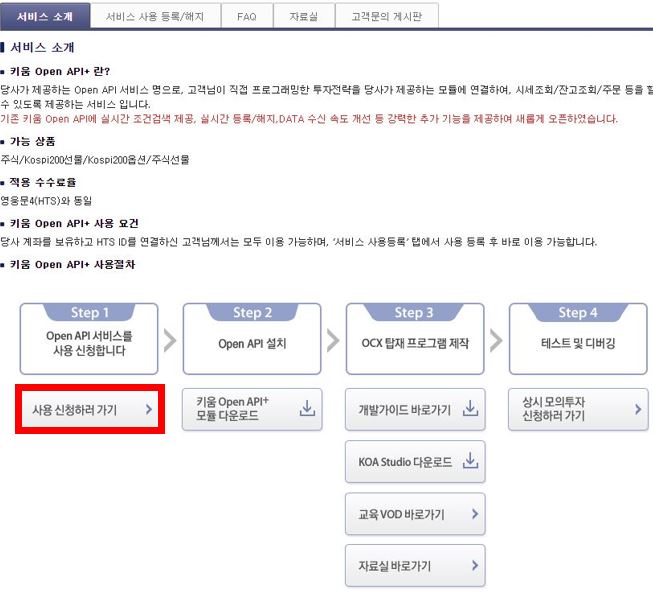 서비스 소개
서비스 사용 등록/해지
FAQ
자료실
고객문의 게시판
서비스 소개
키움 Open API+ 란?
당사가 제공하는 Open API 서비스 명으로, 고객님이 직접 프로그래밍한 투자전략을 당사가 제공하는 모듈에 연결하여, 시세조회/잔고조회/주문 등을 할
수 있도록 제공하는 서비스 입니다.
기존 키움 Open API에 실시간 조건검색 제공, 실시간 등록/해지,DATA 수신 속도 개선 등 강력한 추가 기능을 제공하여 새롭게 오픈하였습니다.
가능 상품
주식/Kospi200선물/Kospi200옵션/주식선물
적용 수수료율
영웅문4(HTS)와 동일
키움 Open API+ 사용 요건
당사 계좌를 보유하고 HTS ID를 연결하신 고객님께서는 모두 이용 가능하며, '서비스 사용등록' 탭에서 사용 등록 후 바로 이용 가능합니다.
키움 Open API+ 사용절차
Step 1
Open API 서비스를
사용 신청합니다
사용 신청하러 가기
Step 2
Open API 설치
키움 Open API+
모듈 다운로드
Step 3
OCX 탑재 프로그램 제작
개발가이드 바로가기
KOA Studio 다운로드
교육 VOD 바로가기
자료실 바로가기
Step 4
테스트 및 디버깅
상시 모의투자
신청하러 가기